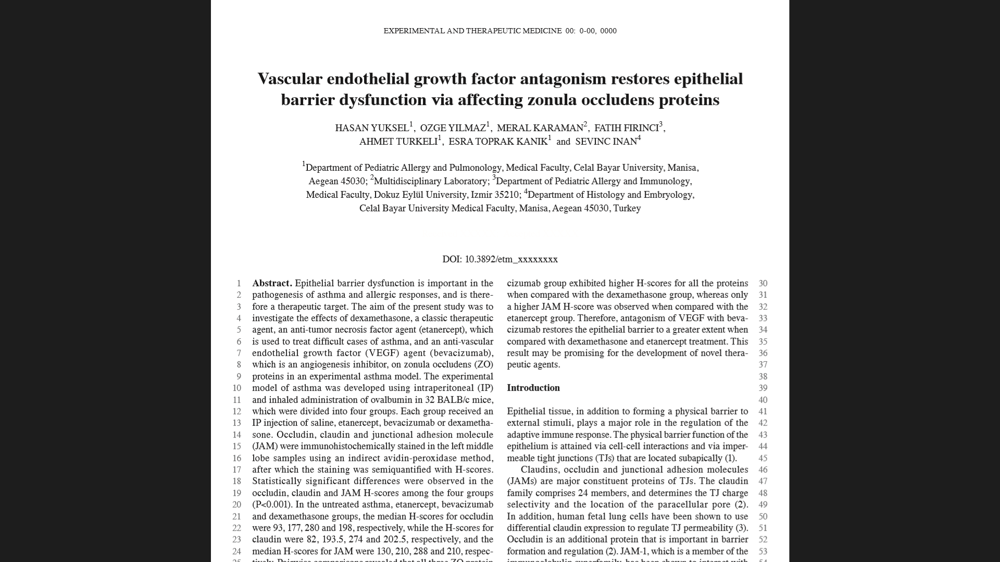 EXPERIMENTAL AND THERAPEUTIC MEDICINE 00: 0-00, 0000
Vascular endothelial growth factor antagonism restores epithelial
barrier dysfunction via affecting zonula occludens proteins
HASAN YUKSEL1, OZGE YILMAZ1, MERAL KARAMAN2, FATIH FIRINCI3,
AHMET TURKELI1, ESRA TOPRAK KANIK1 and SEVINC INAN4
1Department of Pediatric Allergy and Pulmonology, Medical Faculty, Celal Bayar University, Manisa,
Aegean 45030; 2Multidisciplinary Laboratory; 3Department of Pediatric Allergy and Immunology,
Medical Faculty, Dokuz Eylül University, Izmir 35210; 4Department of Histology and Embryology,
Celal Bayar University Medical Faculty, Manisa, Aegean 45030, Turkey
DOI: 10.3892/etm_xxxxxxxx
1 Abstract. Epithelial barrier dysfunction is important in the
2 pathogenesis of asthma and allergic responses, and is there-
3 fore a therapeutic target. The aim of the present study was to
4 investigate the effects of dexamethasone, a classic therapeutic
5 agent, an anti-tumor necrosis factor agent (etanercept), which
6 is used to treat difficult cases of asthma, and an anti-vascular
7 endothelial growth factor (VEGF) agent (bevacizumab),
8 which is an angiogenesis inhibitor, on zonula occludens (ZO)
9 proteins in an experimental asthma model. The experimental
10 model of asthma was developed using intraperitoneal (IP)
11 and inhaled administration of ovalbumin in 32 BALB/c mice,
12 which were divided into four groups. Each group received an
13 IP injection of saline, etanercept, bevacizumab or dexametha-
14 sone. Occludin, claudin and junctional adhesion molecule
15 (JAM) were immunohistochemically stained in the left middle
16 lobe samples using an indirect avidin-peroxidase method,
17 after which the staining was semiquantified with H-scores.
18 Statistically significant differences were observed in the
19 occludin, claudin and JAM H-scores among the four groups
20 (P<0.001). In the untreated asthma, etanercept, bevacizumab
21 and dexamethasone groups, the median H-scores for occludin
22 were 93, 177, 280 and 198, respectively, while the H-scores for
23 claudin were 82, 193.5, 274 and 202.5, respectively, and the
24 median H-scores for JAM were 130, 210, 288 and 210, respec-
25 tively. Pairwise comparisons revealed that all three ZO protein
cizumab group exhibited higher H-scores for all the proteins 30
when compared with the dexamethasone group, whereas only 31
a higher JAM H-score was observed when compared with the 32
etanercept group. Therefore, antagonism of VEGF with beva- 33
cizumab restores the epithelial barrier to a greater extent when 34
compared with dexamethasone and etanercept treatment. This 35
result may be promising for the development of novel thera- 36
peutic agents. 37
38
Introduction 39
40
Epithelial tissue, in addition to forming a physical barrier to 41
external stimuli, plays a major role in the regulation of the 42
adaptive immune response. The physical barrier function of the 43
epithelium is attained via cell-cell interactions and via imper- 44
meable tight junctions (TJs) that are located subapically (1). 45
Claudins, occludin and junctional adhesion molecules 46
(JAMs) are major constituent proteins of TJs. The claudin 47
family comprises 24 members, and determines the TJ charge 48
selectivity and the location of the paracellular pore (2). 49
In addition, human fetal lung cells have been shown to use 50
differential claudin expression to regulate TJ permeability (3). 51
Occludin is an additional protein that is important in barrier 52
formation and regulation (2). JAM-1, which is a member of the 53
immunoglobulin superfamily, has been shown to interact with 54